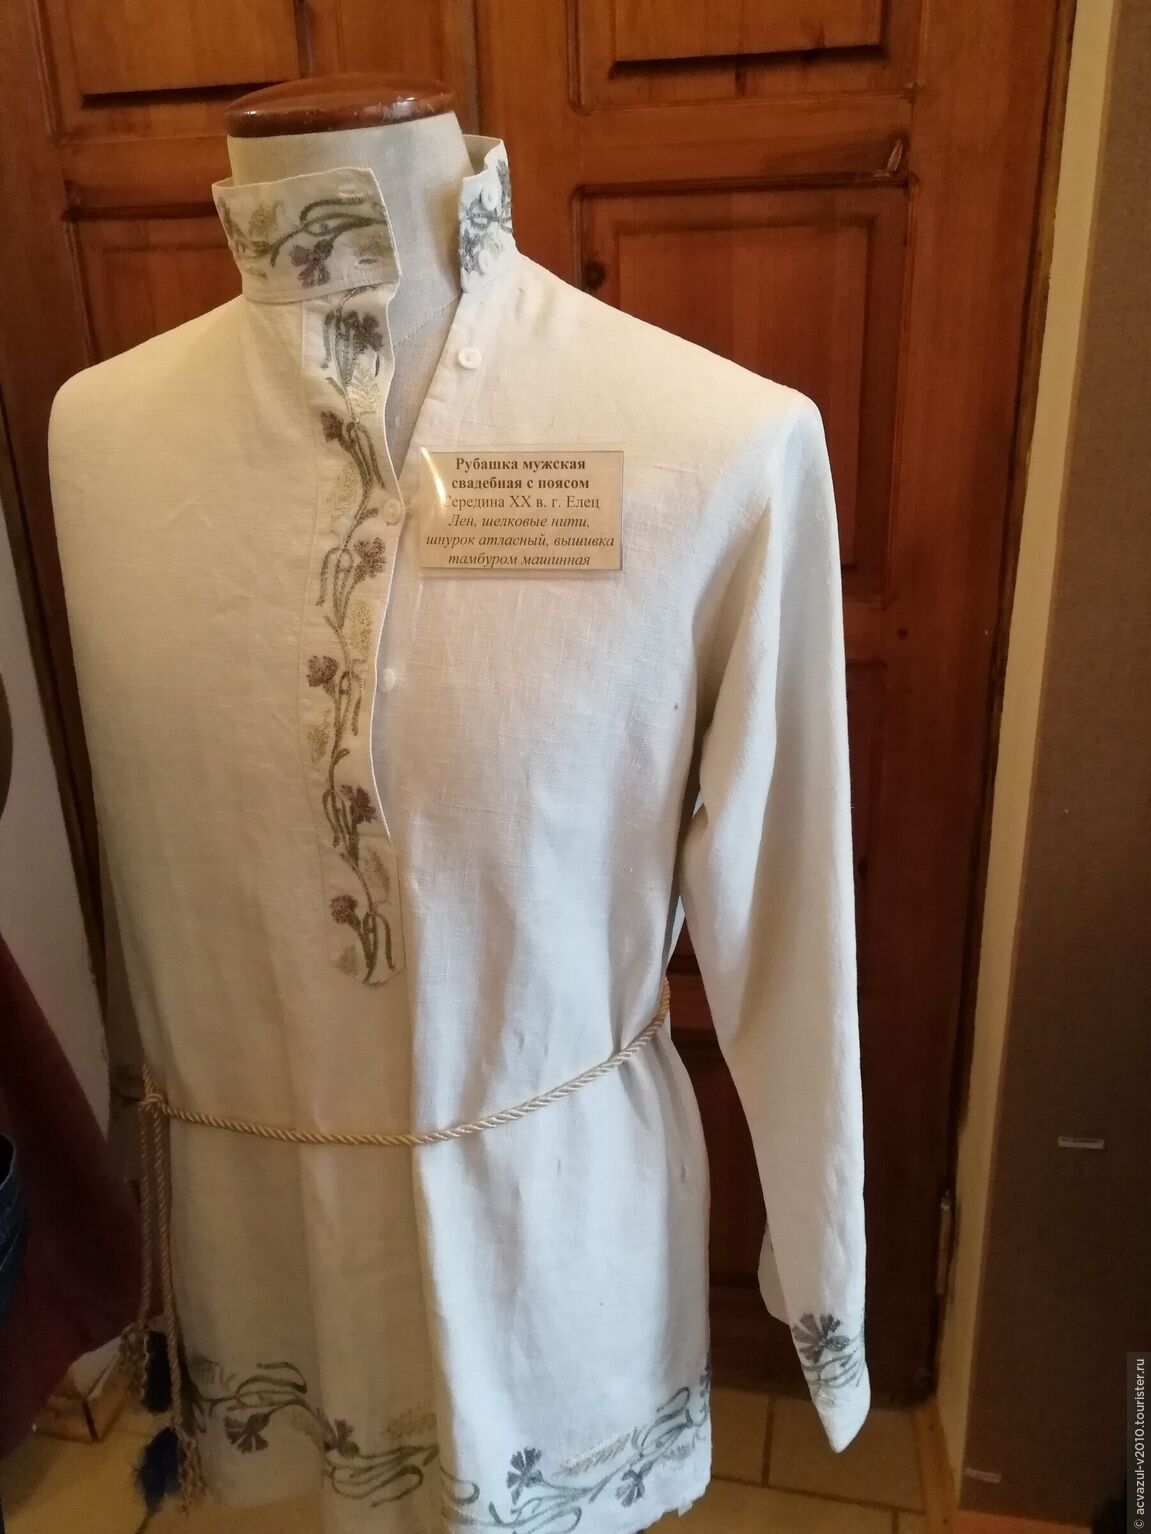 Рубашка мужская
свадебная с поясом
Середина XX в. г. Елец
Лен, шелковые нити,
шнурок атласный, вышивка
тамбуром машинная
© acvazul-v2010.tourister.ru